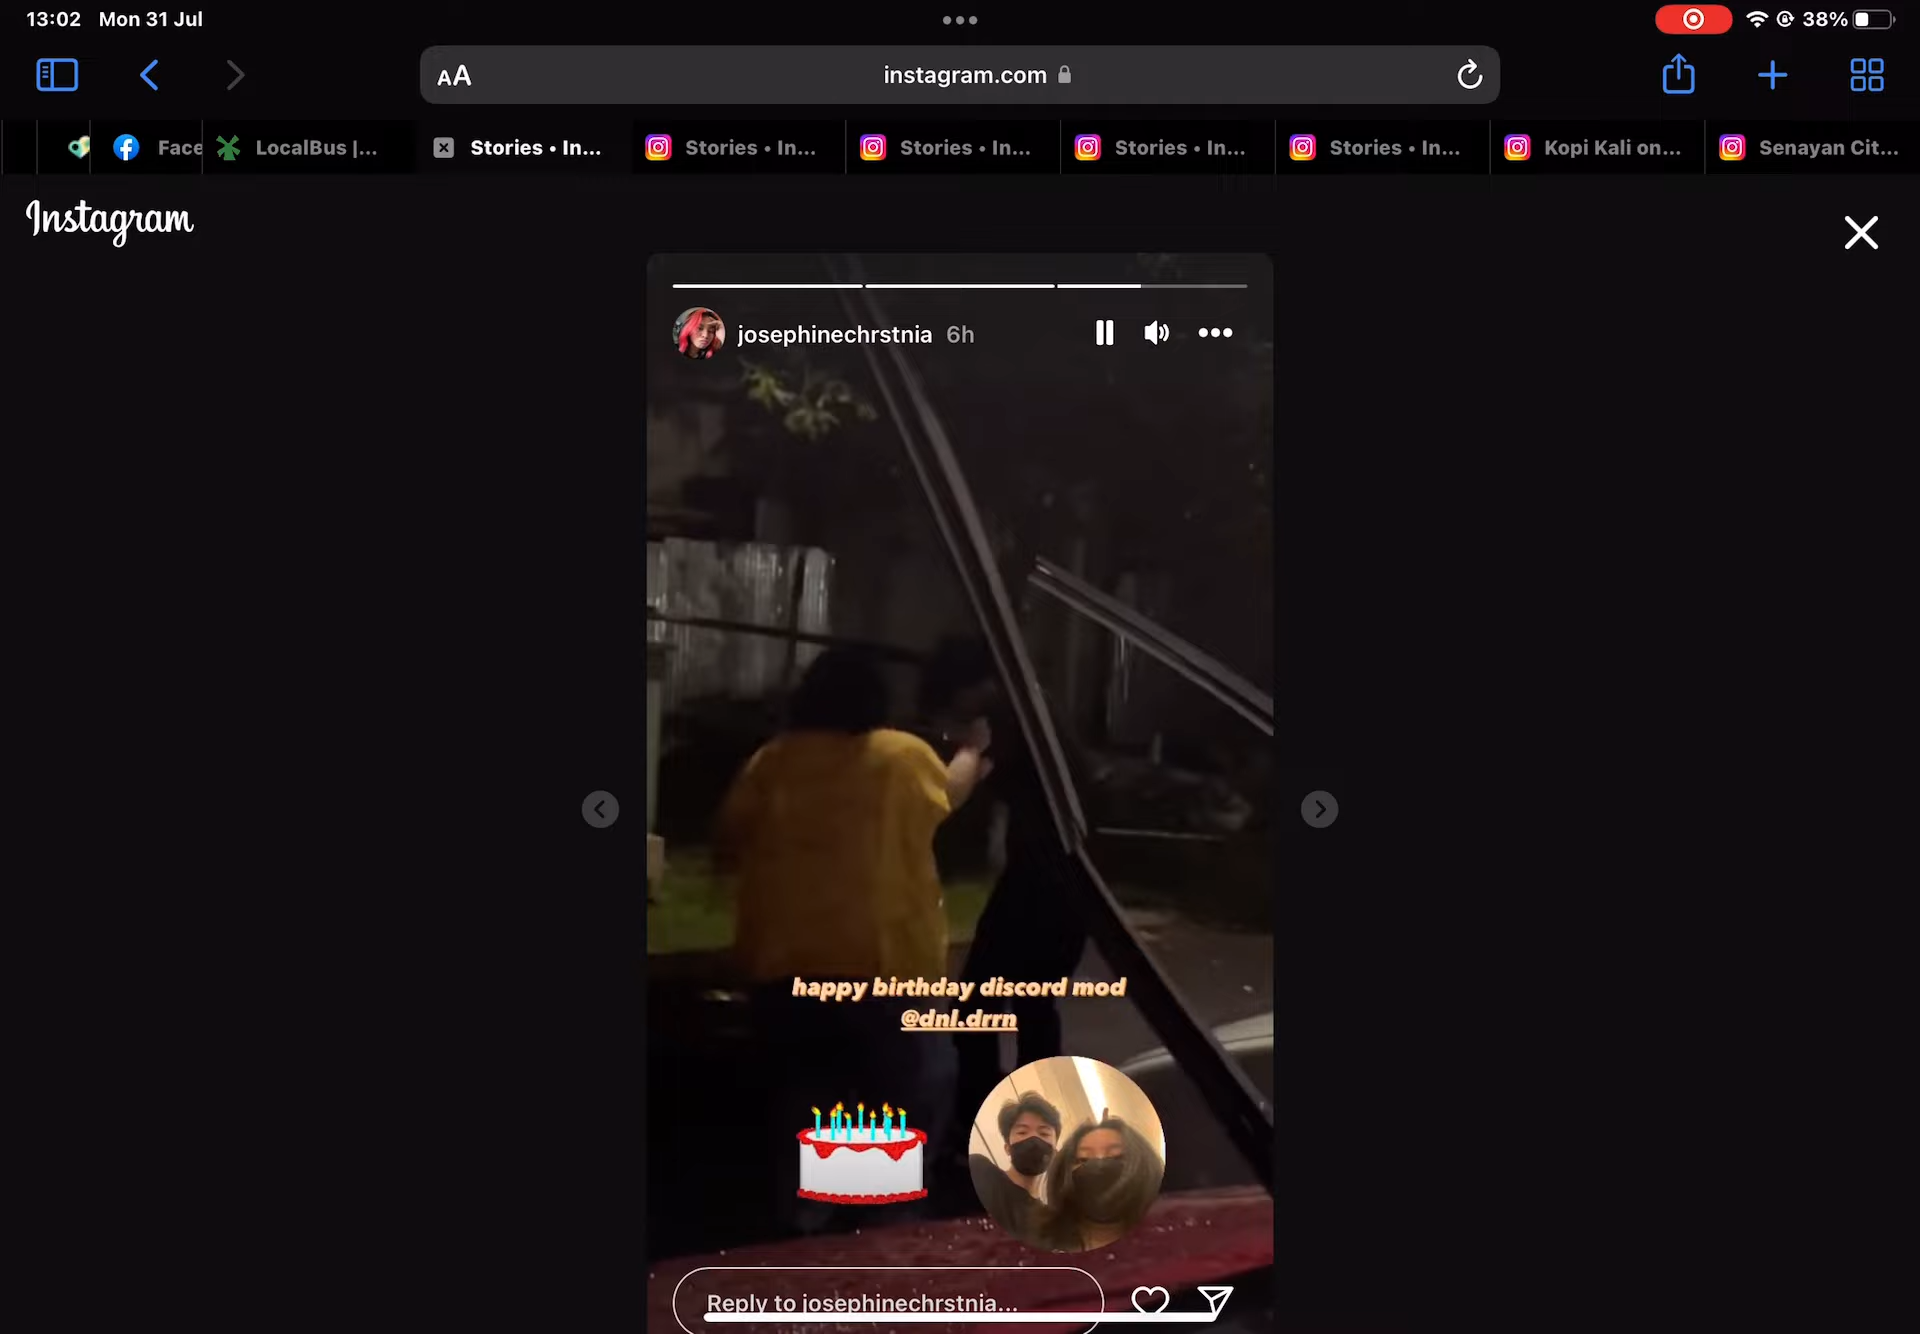 13:02 Mon 31 Jul
38%
AA
instagram.com
Face
LocalBus |...
Stories • In...
Stories • In...
Stories • In...
Stories • In...
Stories • In...
Kopi Kali on...
Senayan Cit...
Instagram
josephinechrstnia 6h
happy birthday discord mod
@dnl.drrn
Reply to josephinechrstnia...